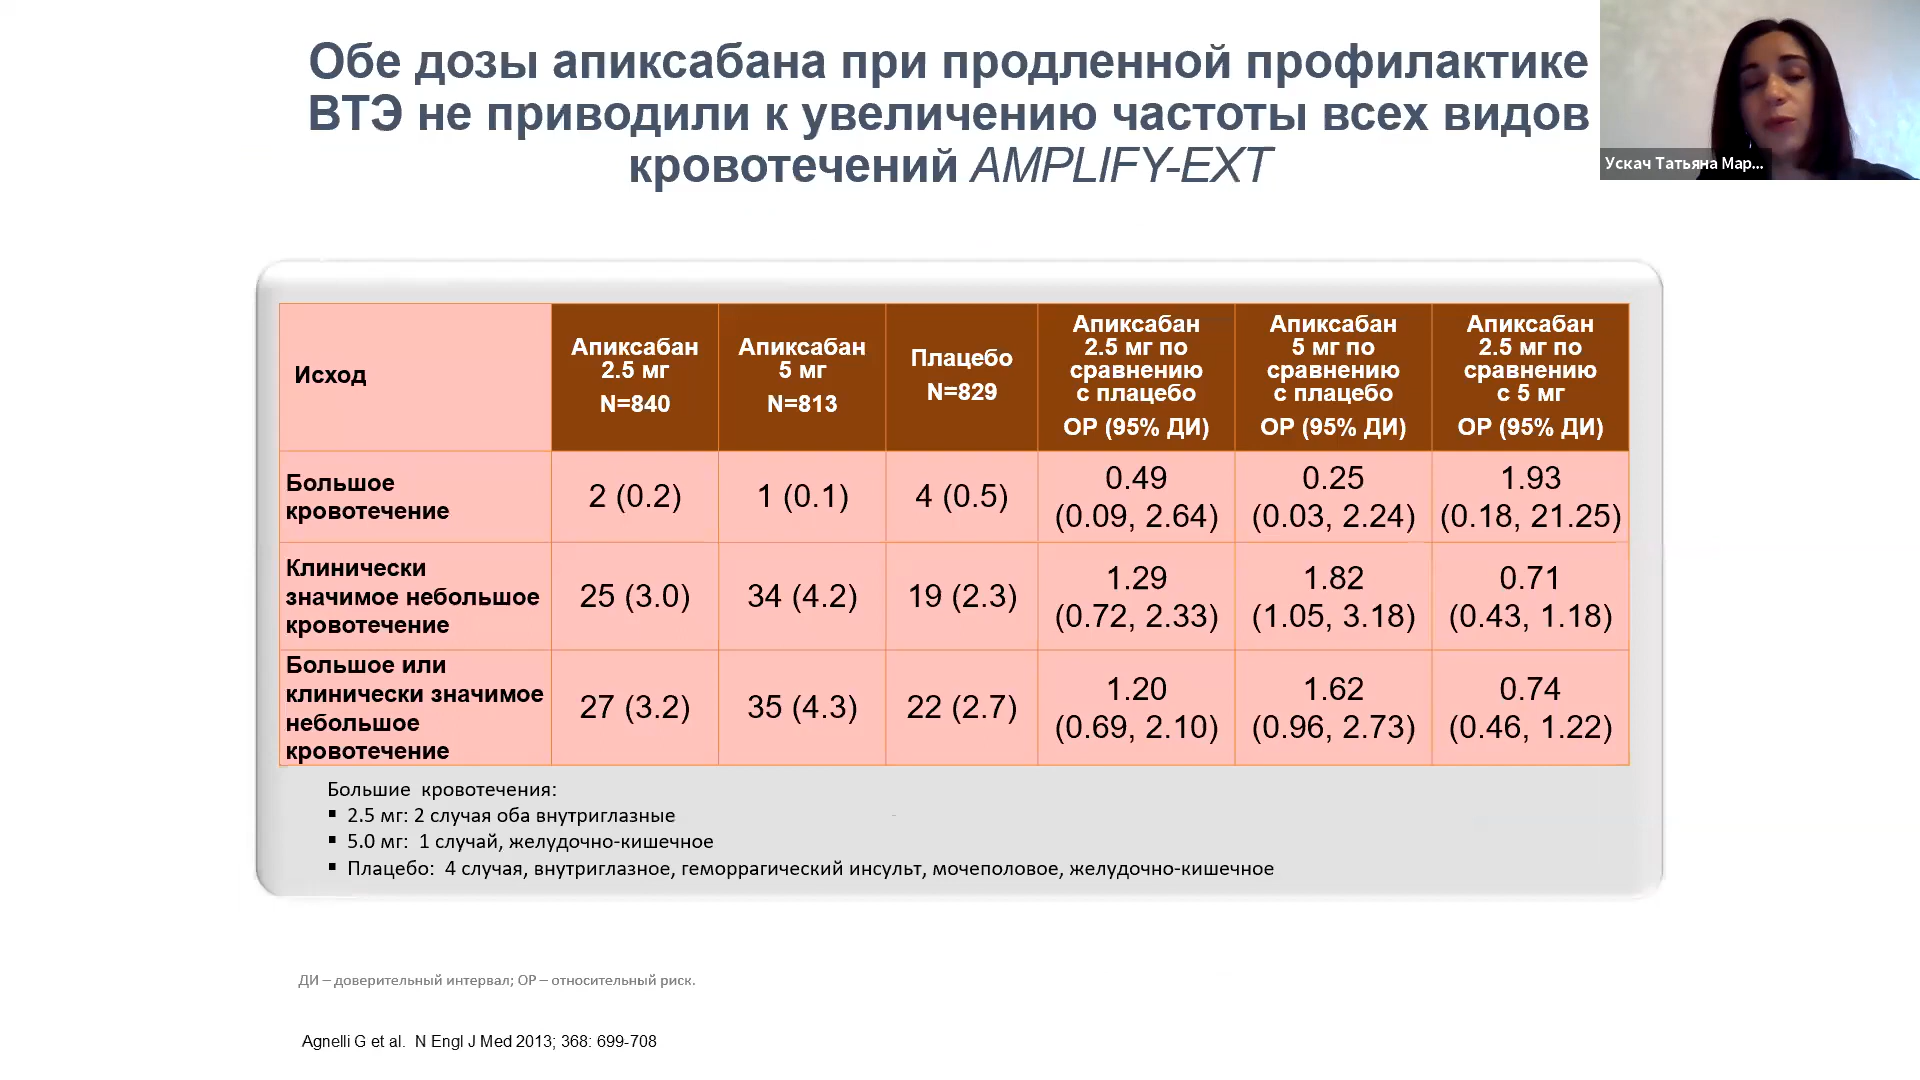 Обе дозы апиксабана при продленной профилактике
ВТЭ не приводили к увеличению частоты всех видов
кровотечений AMPLIFY-EXT
Ускач Татьяна Мар...
Исход
Апиксабан
2.5 мг
N=840
Апиксабан
5 мг
N=813
Плацебо
N=829
Апиксабан
2.5 мг по
сравнению
с плацебо
ОР (95% ДИ)
Апиксабан
5 мг по
сравнению
с плацебо
ОР (95% ДИ)
Апиксабан
2.5 мг по
сравнению
с 5 мг
ОР (95% ДИ)
Большое
кровотечение
2 (0.2)
1 (0.1)
4 (0.5)
0.49
(0.09, 2.64)
0.25
(0.03, 2.24)
1.93
(0.18, 21.25)
Клинически
значимое небольшое
кровотечение
25 (3.0)
34 (4.2)
19 (2.3)
1.29
(0.72, 2.33)
1.82
(1.05, 3.18)
0.71
(0.43, 1.18)
Большое или
клинически значимое
небольшое
кровотечение
27 (3.2)
35 (4.3)
22 (2.7)
1.20
(0.69, 2.10)
1.62
(0.96, 2.73)
0.74
(0.46, 1.22)
Большие кровотечения:
▪ 2.5 мг: 2 случая оба внутриглазные
▪ 5.0 мг: 1 случай, желудочно-кишечное
▪ Плацебо: 4 случая, внутриглазное, геморрагический инсульт, мочеполовое, желудочно-кишечное
ДИ – доверительный интервал; ОР – относительный риск.
Agnelli G et al. N Engl J Med 2013; 368: 699-708